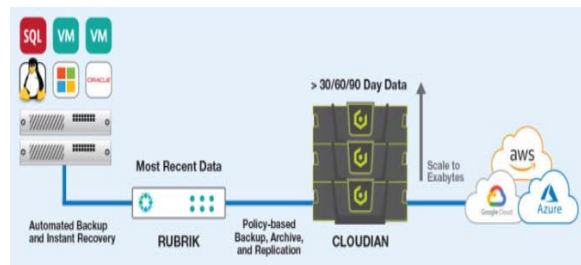 SQL VM VM
ORACLE
> 30/60/90 Day Data
Most Recent Data
Scale to
Exabytes
aws
Google Cloud
Azure
Automated Backup
and Instant Recovery
RUBRIK
Policy-based
Backup, Archive,
and Replication
CLOUDIAN